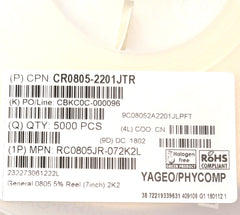 (P) CPN: CR0805-2201JTR
(K) PO/Line: CBKC0C-000096
9C08052A2201JLPFT
(Q) QTY: 5000 PCS
(4L) COO: CN
(9D) DC: 1802
(1P) MPN: RC0805JR-072K2L
Halogen Free
RoHS COMPLIANT
232273061222L
YAGEO/PHYCOMP
General 0805 5% Reel (7inch) 2K2